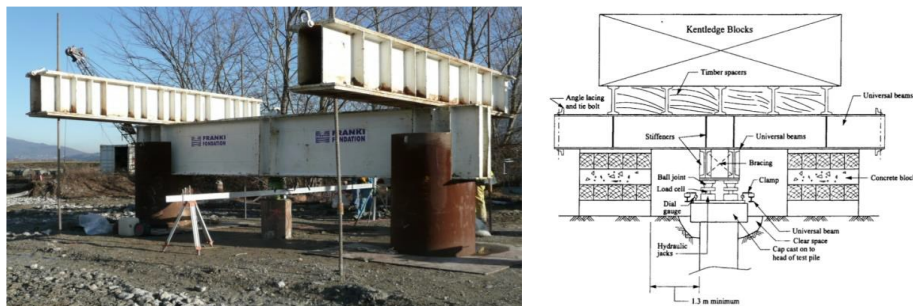 FRANKI
FONDATION
FRANKI
FONDATION
Kentledge Blocks
Timber spacers
Angle lacing
and tie bolt
Universal beams
Stiffeners
Universal beams
Bracing
Ball joint
Load cell
Clamp
Concrete block
Dial
gauge
Universal beam
Clear space
Hydraulic
jacks
Cap cast on to
head of test pile
1.3 m minimum